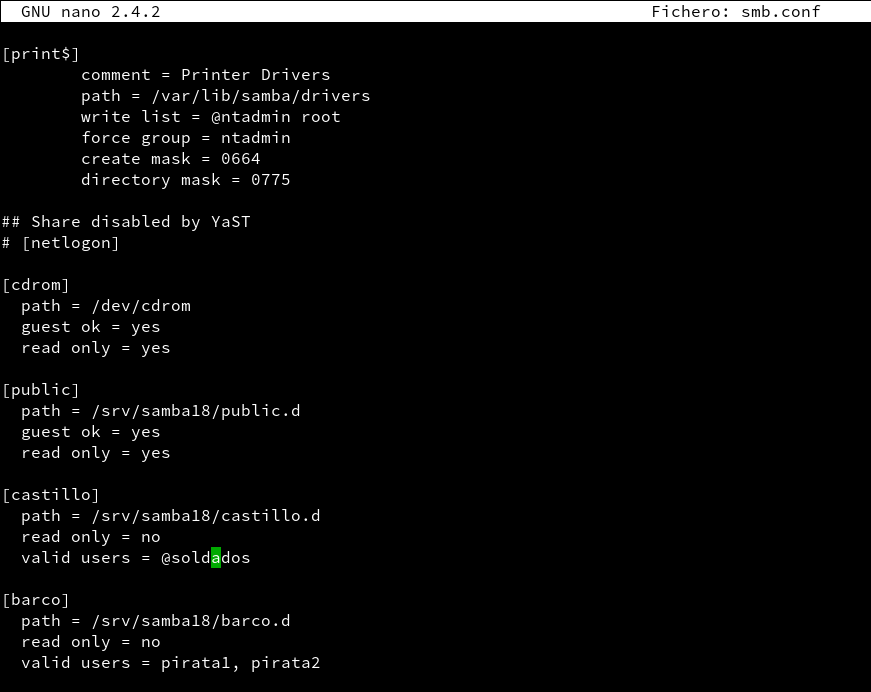 GNU nano 2.4.2 Fichero: smb.conf
[print$]
comment = Printer Drivers
path = /var/lib/samba/drivers
write list = @ntadmin root
force group = ntadmin
create mask = 0664
directory mask = 0775
## Share disabled by YaST
# [netlogon]
[cdrom]
path = /dev/cdrom
guest ok = yes
read only = yes
[public]
path = /srv/samba18/public.d
guest ok = yes
read only = yes
[castillo]
path = /srv/samba18/castillo.d
read only = no
valid users = @soldados
[barco]
path = /srv/samba18/barco.d
read only = no
valid users = pirata1, pirata2